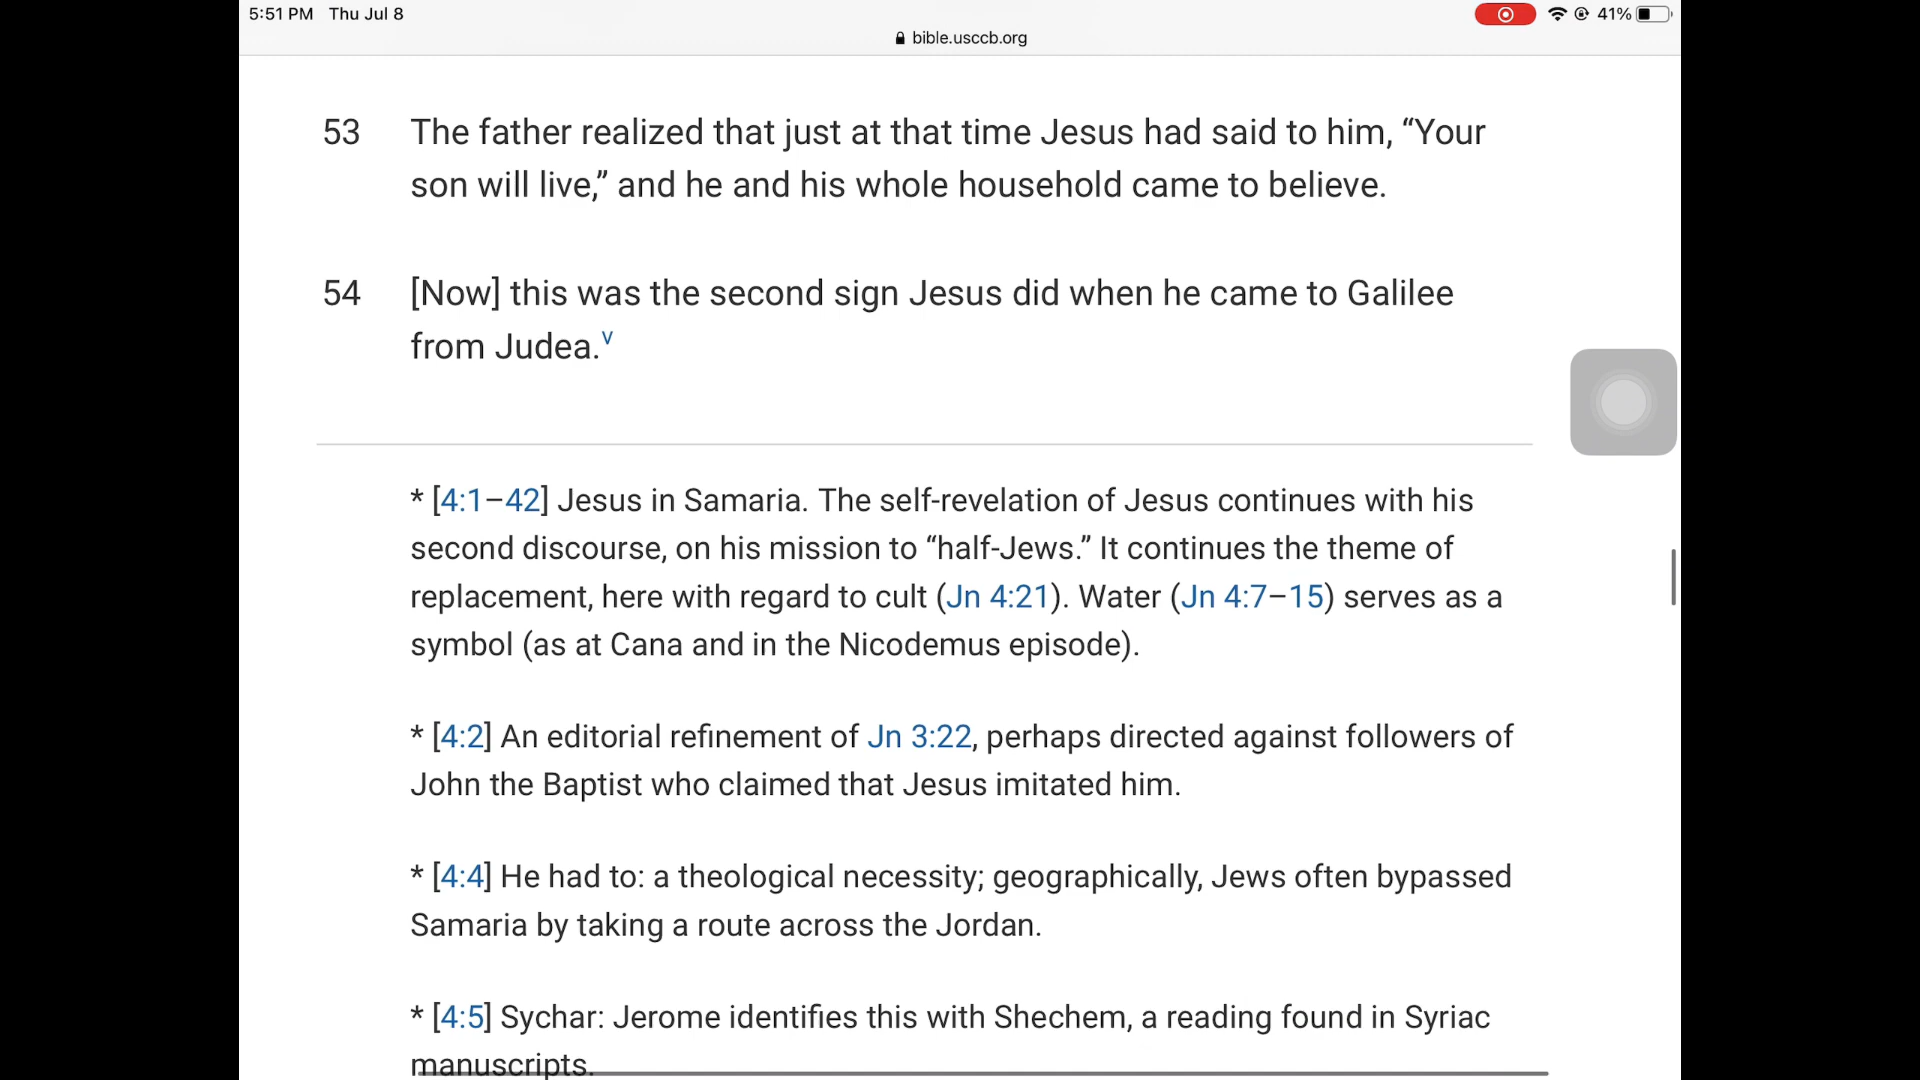 5:51 PM Thu Jul 8
41%
bible.usccb.org
53 The father realized that just at that time Jesus had said to him, “Your
son will live,” and he and his whole household came to believe.
54 [Now] this was the second sign Jesus did when he came to Galilee
from Judea.v
* [4:1–42] Jesus in Samaria. The self-revelation of Jesus continues with his
second discourse, on his mission to “half-Jews.” It continues the theme of
replacement, here with regard to cult (Jn 4:21). Water (Jn 4:7–15) serves as a
symbol (as at Cana and in the Nicodemus episode).
* [4:2] An editorial refinement of Jn 3:22, perhaps directed against followers of
John the Baptist who claimed that Jesus imitated him.
* [4:4] He had to: a theological necessity; geographically, Jews often bypassed
Samaria by taking a route across the Jordan.
* [4:5] Sychar: Jerome identifies this with Shechem, a reading found in Syriac
manuscripts.